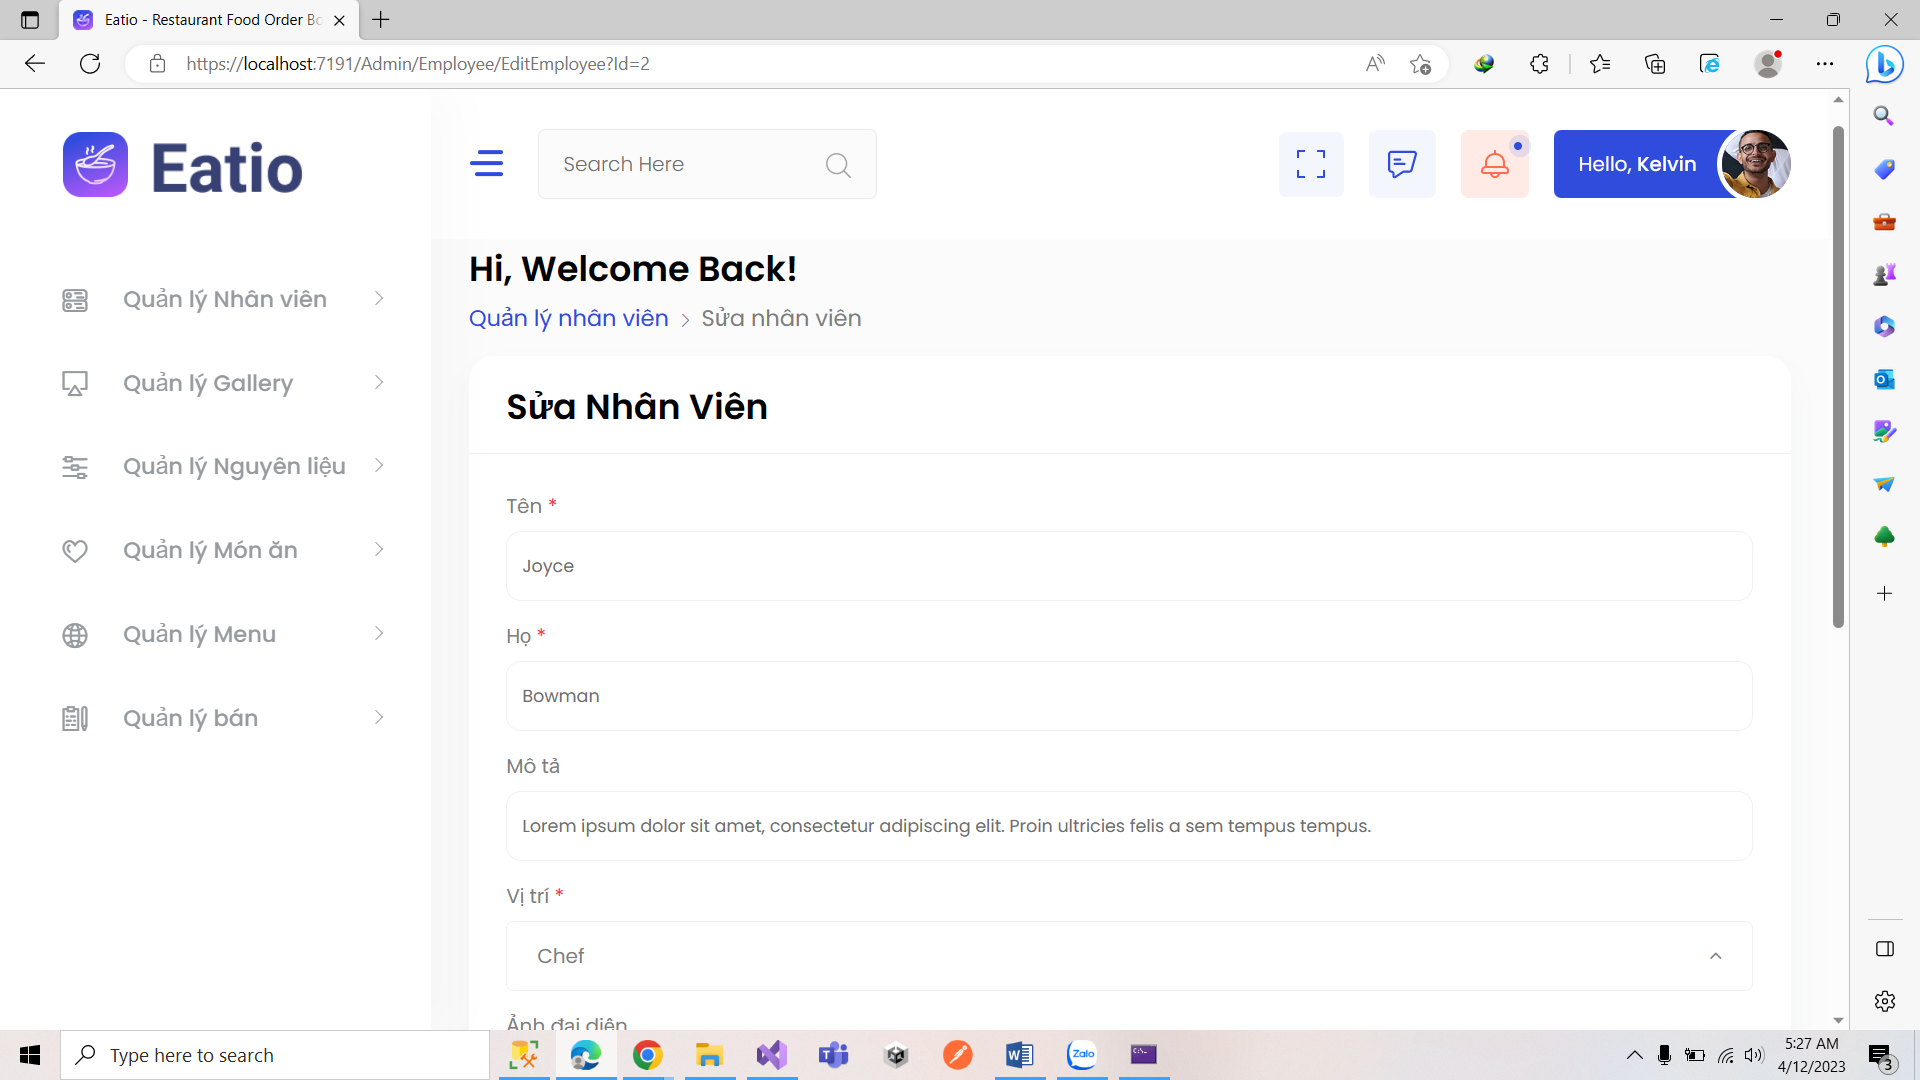 Eatio - Restaurant Food Order Bo
https://localhost:7191/Admin/Employee/EditEmployee?Id=2
Eatio
Search Here
Hello, Kelvin
Hi, Welcome Back!
Quản lý nhân viên > Sửa nhân viên
Quản lý Nhân viên
Quản lý Gallery
Quản lý Nguyên liệu
Quản lý Món ăn
Quản lý Menu
Quản lý bán
Sửa Nhân Viên
Tên *
Joyce
Họ *
Bowman
Mô tả
Lorem ipsum dolor sit amet, consectetur adipiscing elit. Proin ultricies felis a sem tempus tempus.
Vị trí *
Chef
Ảnh đại diện
Type here to search
Zalo
5:27 AM
4/12/2023
3